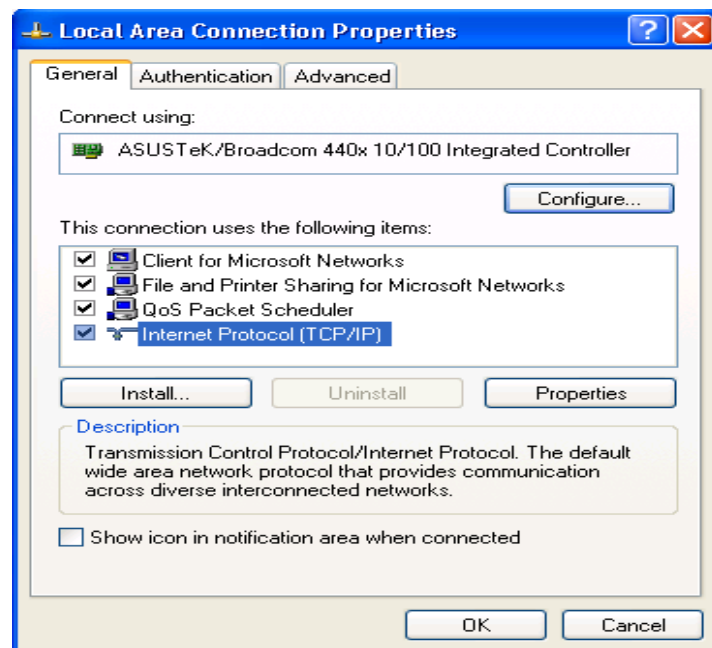 Local Area Connection Properties
General Authentication Advanced
Connect using:
ASUSTeK/Broadcom 440x 10/100 Integrated Controller
Configure...
This connection uses the following items:
Client for Microsoft Networks
File and Printer Sharing for Microsoft Networks
QoS Packet Scheduler
Internet Protocol (TCP/IP)
Install... Uninstall Properties
Description
Transmission Control Protocol/Internet Protocol. The default
wide area network protocol that provides communication
across diverse interconnected networks.
Show icon in notification area when connected
OK Cancel